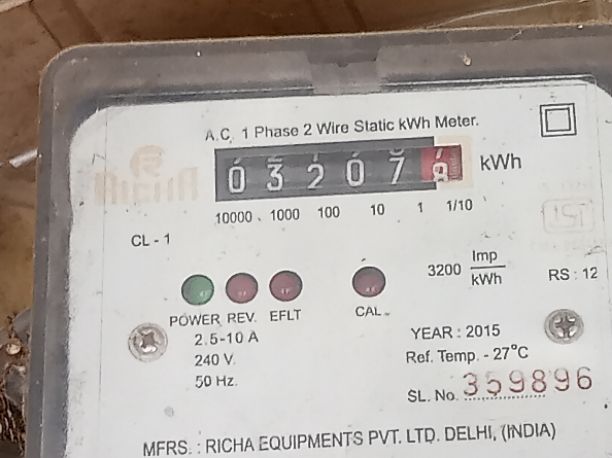 A.C. 1 Phase 2 Wire Static kWh Meter.
RICHA
0 3 2 0 7 8 kWh
10000 1000 100 10 1 1/10
ISI
CL - 1
3200 Imp/kWh
RS : 12
POWER REV. EFLT CAL.
2.5-10 A
240 V.
50 Hz.
YEAR : 2015
Ref. Temp. - 27°C
SL. No. 359896
MFRS. : RICHA EQUIPMENTS PVT. LTD. DELHI, (INDIA)